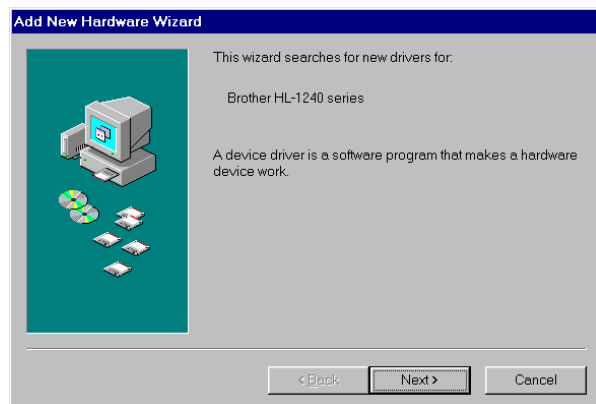 Add New Hardware Wizard
This wizard searches for new drivers for:
Brother HL-1240 series
A device driver is a software program that makes a hardware
device work.
< Back Next > Cancel